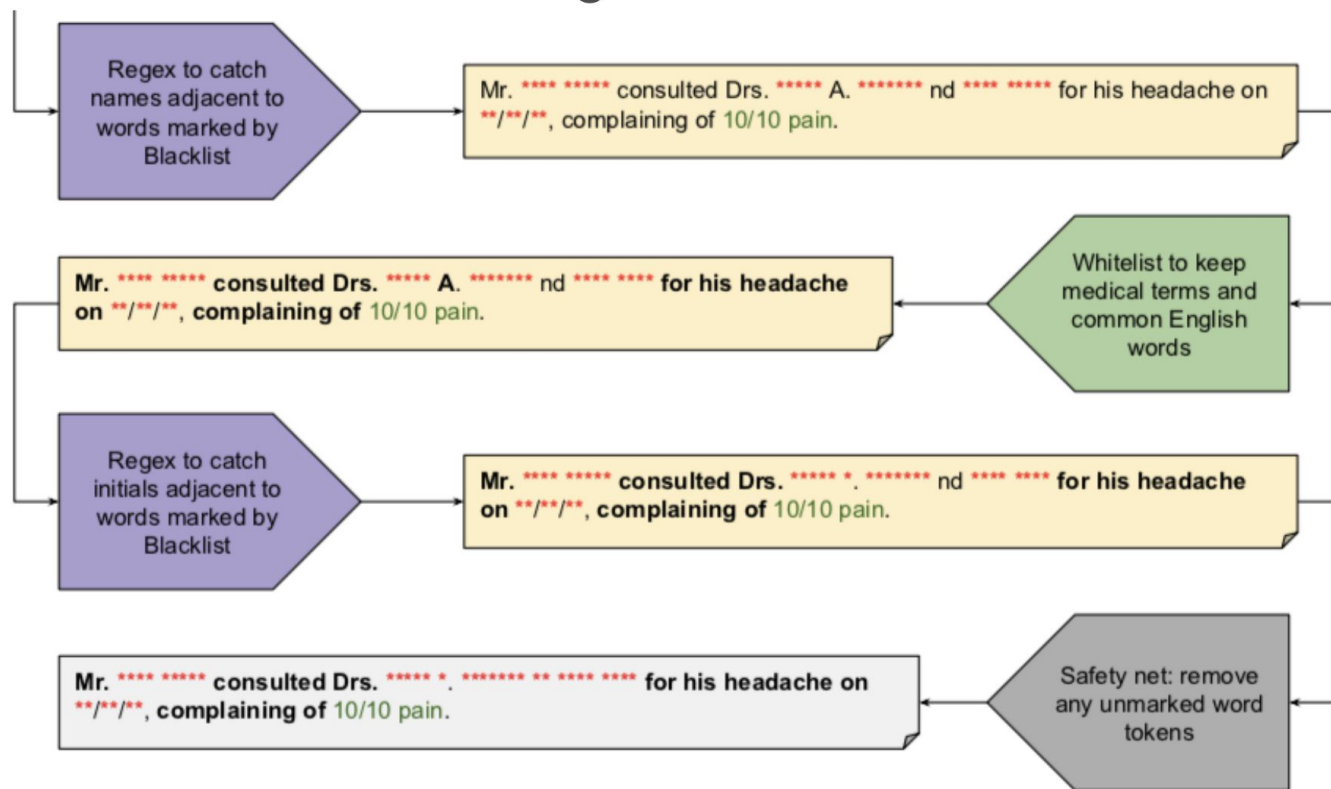 Regex to catch
names adjacent to
words marked by
Blacklist
Mr. **** ***** consulted Drs. ***** A. ******* nd **** ***** for his headache on
**/**/**, complaining of 10/10 pain.
Whitelist to keep
medical terms and
common English
words
Mr. **** ***** consulted Drs. ***** A. ******* nd **** **** for his headache
on **/**/**, complaining of 10/10 pain.
Regex to catch
initials adjacent to
words marked by
Blacklist
Mr. **** ***** consulted Drs. ***** *. ******* nd **** **** for his headache
on **/**/**, complaining of 10/10 pain.
Safety net: remove
any unmarked word
tokens
Mr. **** ***** consulted Drs. ***** *. ******* ** **** **** for his headache on
**/**/**, complaining of 10/10 pain.